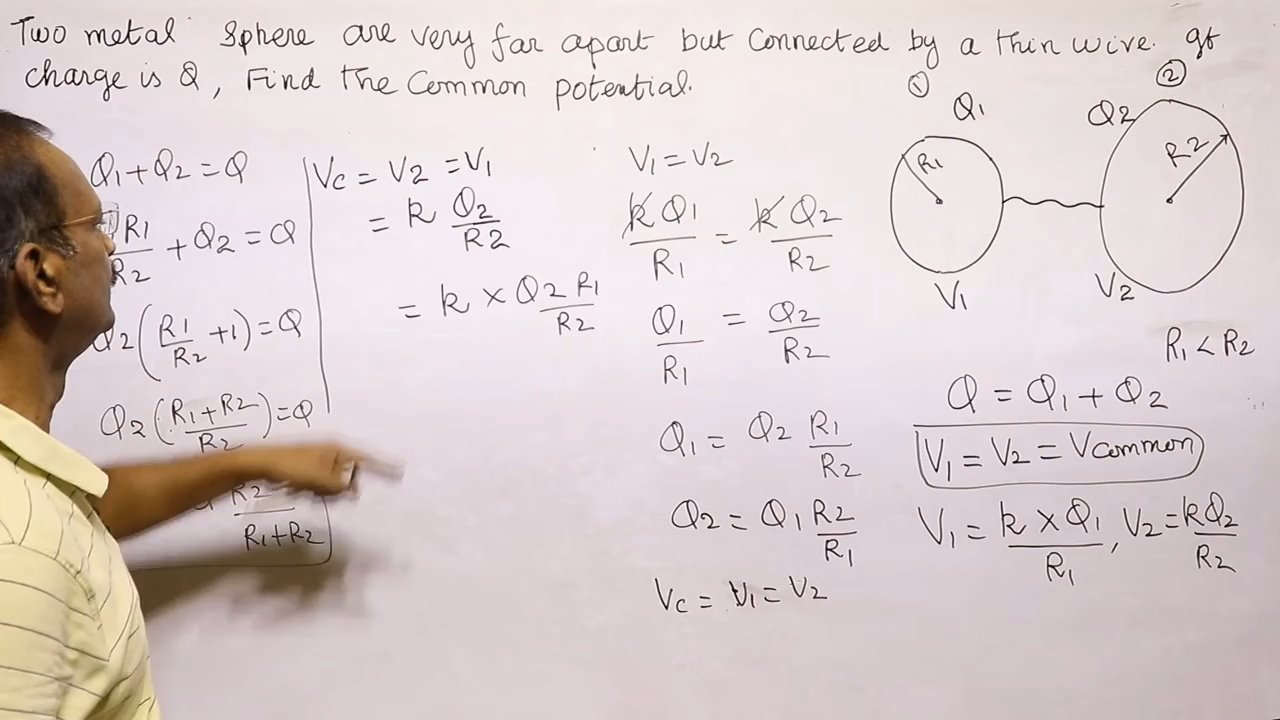 Two metal sphere are very far apart but connected by a thin wire. If
charge is Q, Find the Common potential.
Q1 + Q2 = Q
R1/R2 + Q2 = Q
Q2 (R1/R2 + 1) = Q
Q2 (R1+R2/R2) = Q
R2/R1+R2
Vc = V2 = V1
= k Q2/R2
= k × Q2 R1/R2
V1 = V2
kQ1/R1 = kQ2/R2
Q1/R1 = Q2/R2
Q1 = Q2 R1/R2
Q2 = Q1 R2/R1
Vc = V1 = V2
1
2
Q1
Q2
R1
R2
V1
V2
R1 < R2
Q = Q1 + Q2
V1 = V2 = Vcommon
V1 = k × Q1/R1 , V2 = kQ2/R2